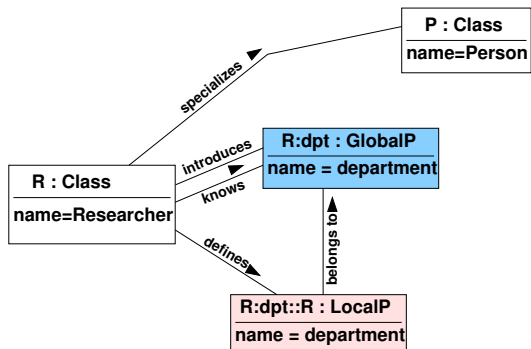 P : Class
name=Person
specializes
R:dpt : GlobalP
name = department
introduces
knows
R : Class
name=Researcher
defines
belongs to
R:dpt::R : LocalP
name = department